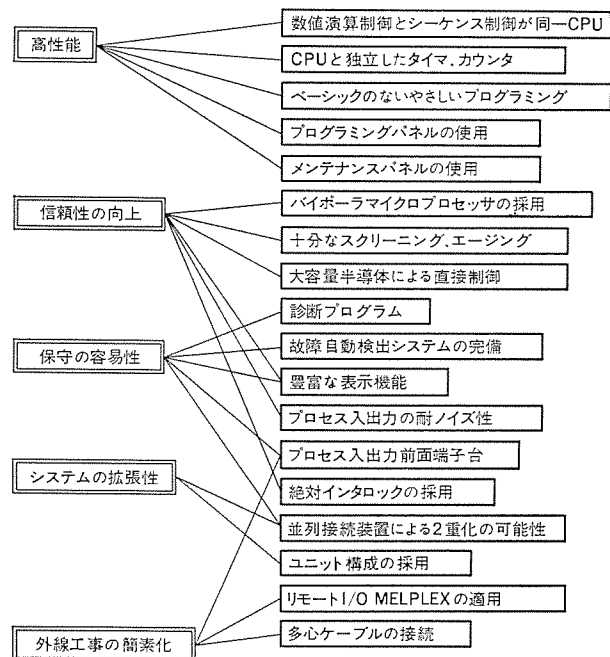 高性能
数値演算制御とシーケンス制御が同一CPU
CPUと独立したタイマ、カウンタ
ベーシックのないやさしいプログラミング
プログラミングパネルの使用
メンテナンスパネルの使用
信頼性の向上
バイポーラマイクロプロセッサの採用
十分なスクリーニング、エージング
大容量半導体による直接制御
保守の容易性
診断プログラム
故障自動検出システムの完備
豊富な表示機能
プロセス入出力の耐ノイズ性
プロセス入出力前面端子台
システムの拡張性
絶対インタロックの採用
並列接続装置による2重化の可能性
ユニット構成の採用
外線工事の簡素化
リモートI/O MELPLEXの適用
多心ケーブルの接続